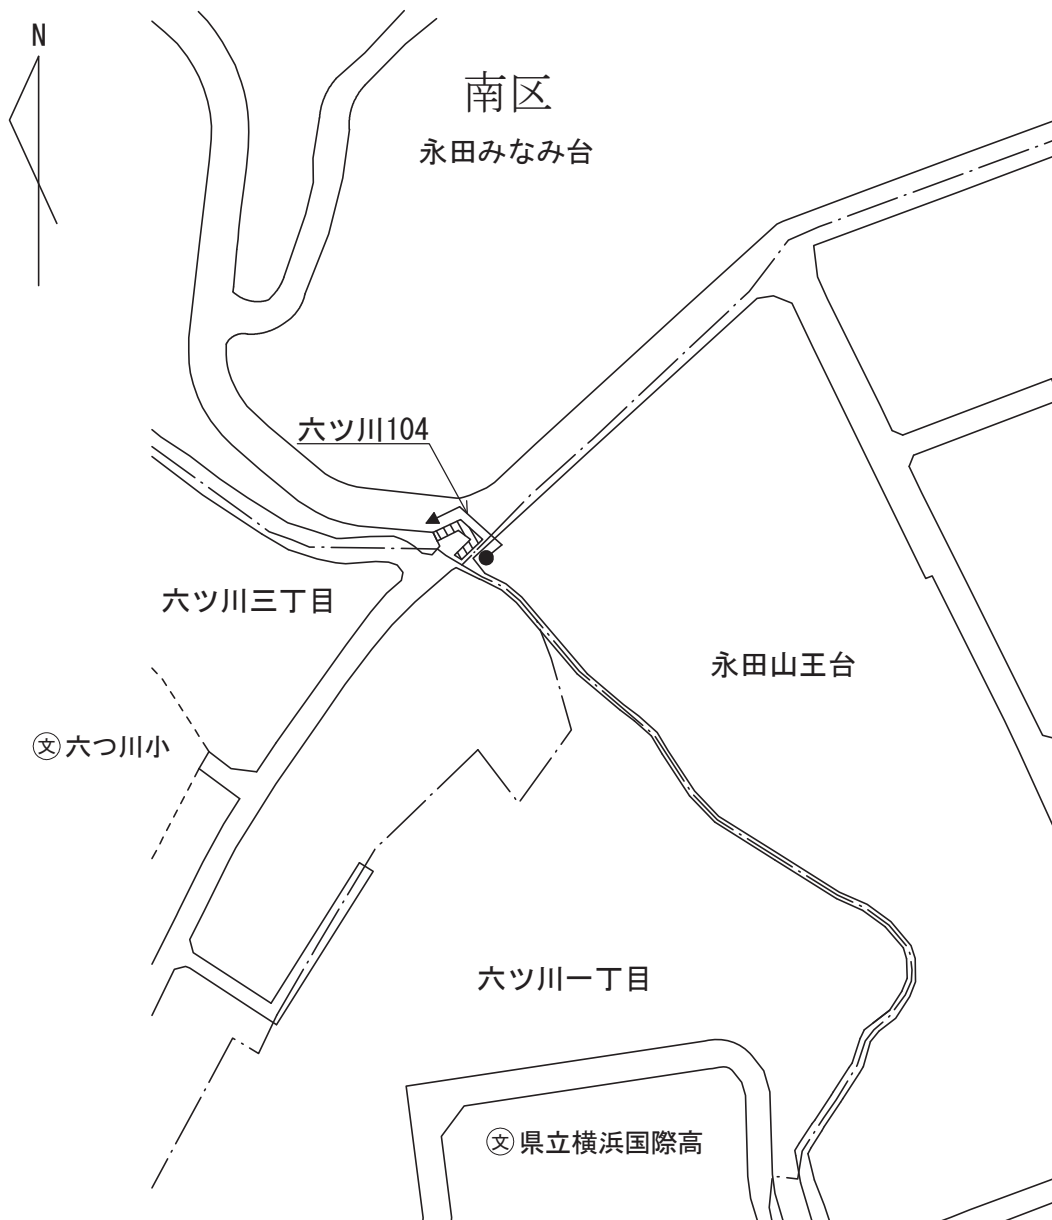 N
南区
永田みなみ台
六ツ川104
六ツ川三丁目
永田山王台
文 六つ川小
六ツ川一丁目
文 県立横浜国際高